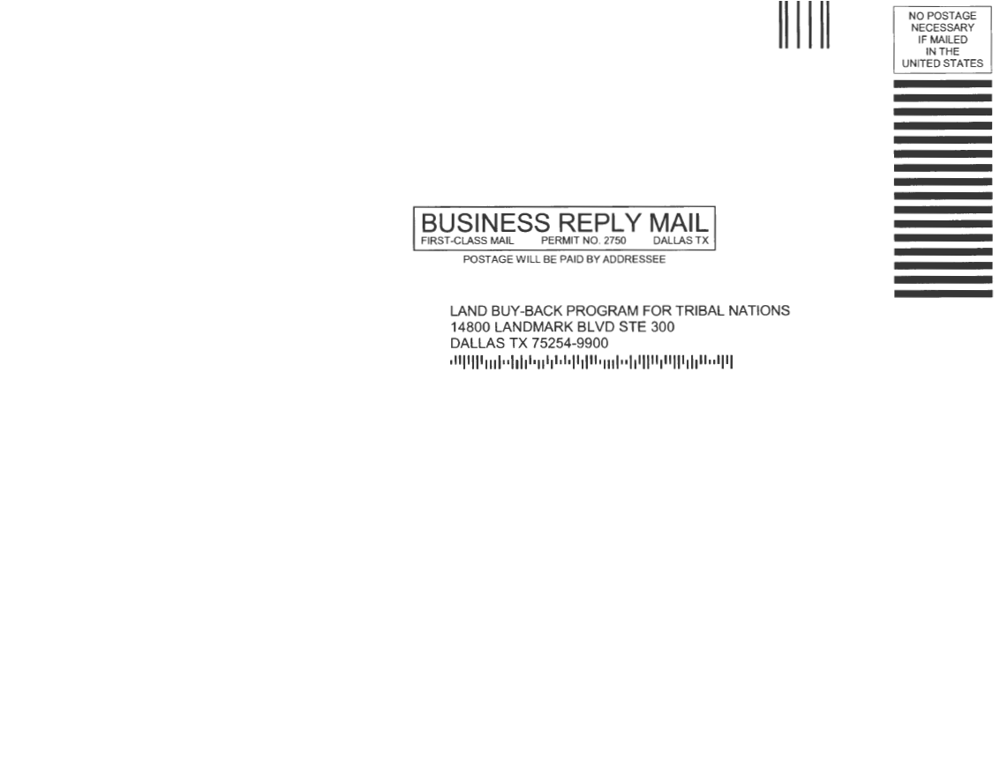 NO POSTAGE
NECESSARY
IF MAILED
IN THE
UNITED STATES
BUSINESS REPLY MAIL
FIRST-CLASS MAIL PERMIT NO. 2750 DALLAS TX
POSTAGE WILL BE PAID BY ADDRESSEE
LAND BUY-BACK PROGRAM FOR TRIBAL NATIONS
14800 LANDMARK BLVD STE 300
DALLAS TX 75254-9900